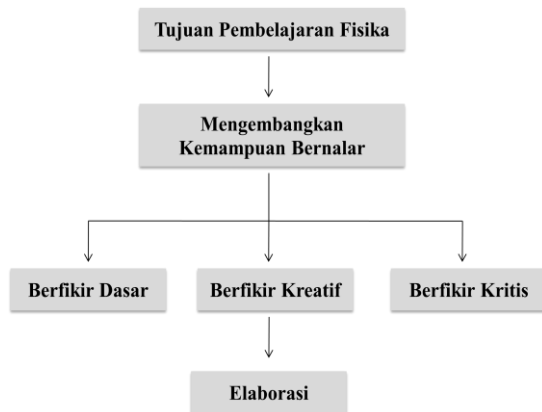 Tujuan Pembelajaran Fisika
Mengembangkan
Kemampuan Bernalar
Berfikir Dasar
Berfikir Kreatif
Berfikir Kritis
Elaborasi